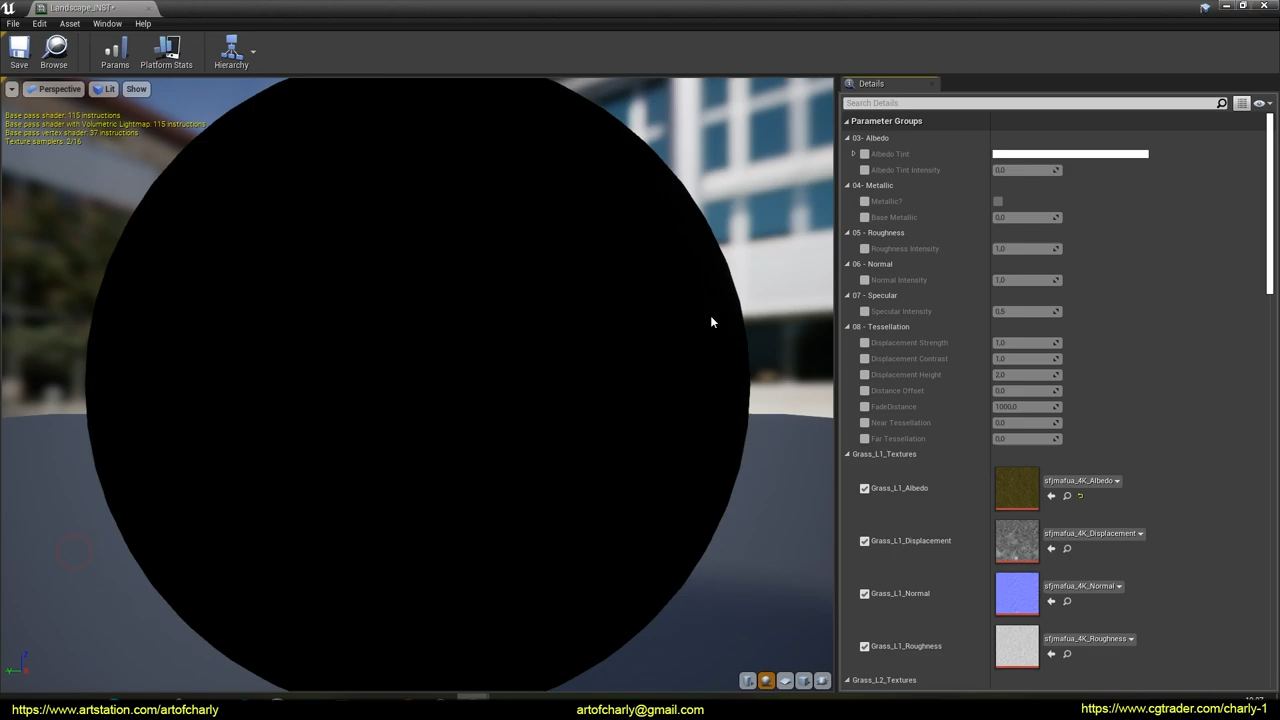 Landscape_INST*
File Edit Asset Window Help
Save Browse Params Platform Stats Hierarchy
Perspective Lit Show
Base pass shader: 115 instructions
Base pass shader with Volumetric Lightmap: 115 instructions
Base pass vertex shader: 37 instructions
Texture samplers: 2/16
Details
Search Details
Parameter Groups
03- Albedo
Albedo Tint
Albedo Tint Intensity 0,0
04- Metallic
Metallic?
Base Metallic 0,0
05 - Roughness
Roughness Intensity 1,0
06 - Normal
Normal Intensity 1,0
07 - Specular
Specular Intensity 0,5
08 - Tessellation
Displacement Strength 1,0
Displacement Contrast 1,0
Displacement Height 2,0
Distance Offset 0,0
FadeDistance 1000,0
Near Tessellation 0,0
Far Tessellation 0,0
Grass_L1_Textures
Grass_L1_Albedo sfjmafua_4K_Albedo
Grass_L1_Displacement sfjmafua_4K_Displacement
Grass_L1_Normal sfjmafua_4K_Normal
Grass_L1_Roughness sfjmafua_4K_Roughness
Grass_L2_Textures
https://www.artstation.com/artofcharly artofcharly@gmail.com https://www.cgtrader.com/charly-1